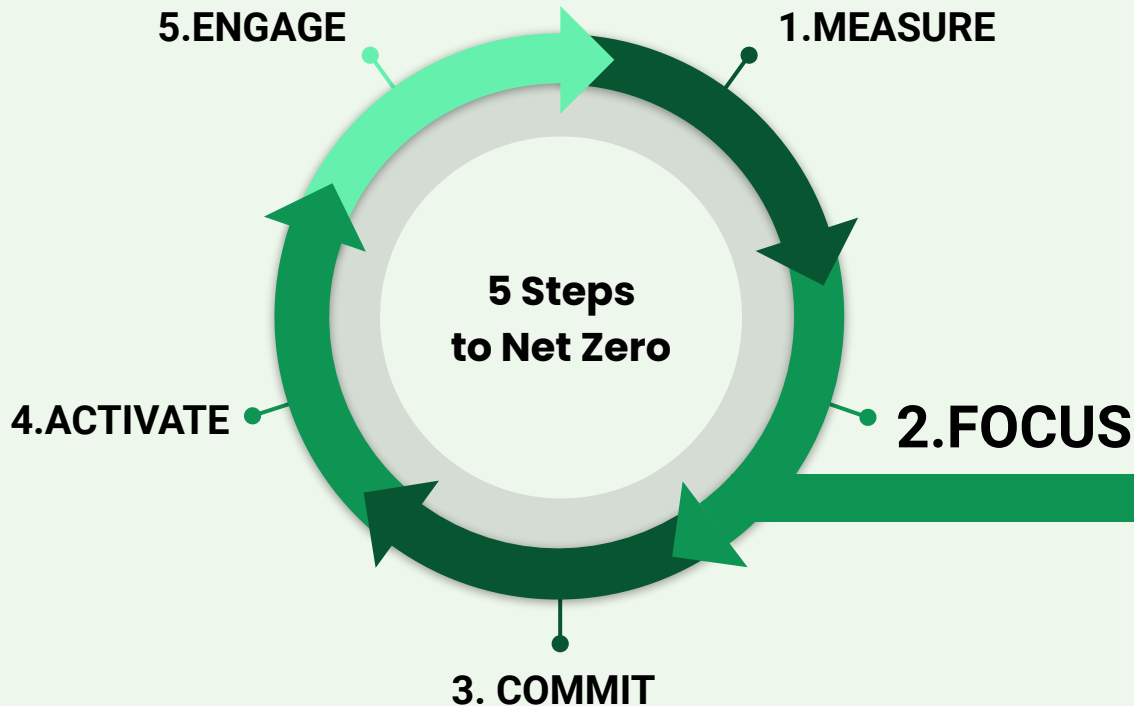 5.ENGAGE
1.MEASURE
5 Steps
to Net Zero
4.ACTIVATE
2.FOCUS
3. COMMIT